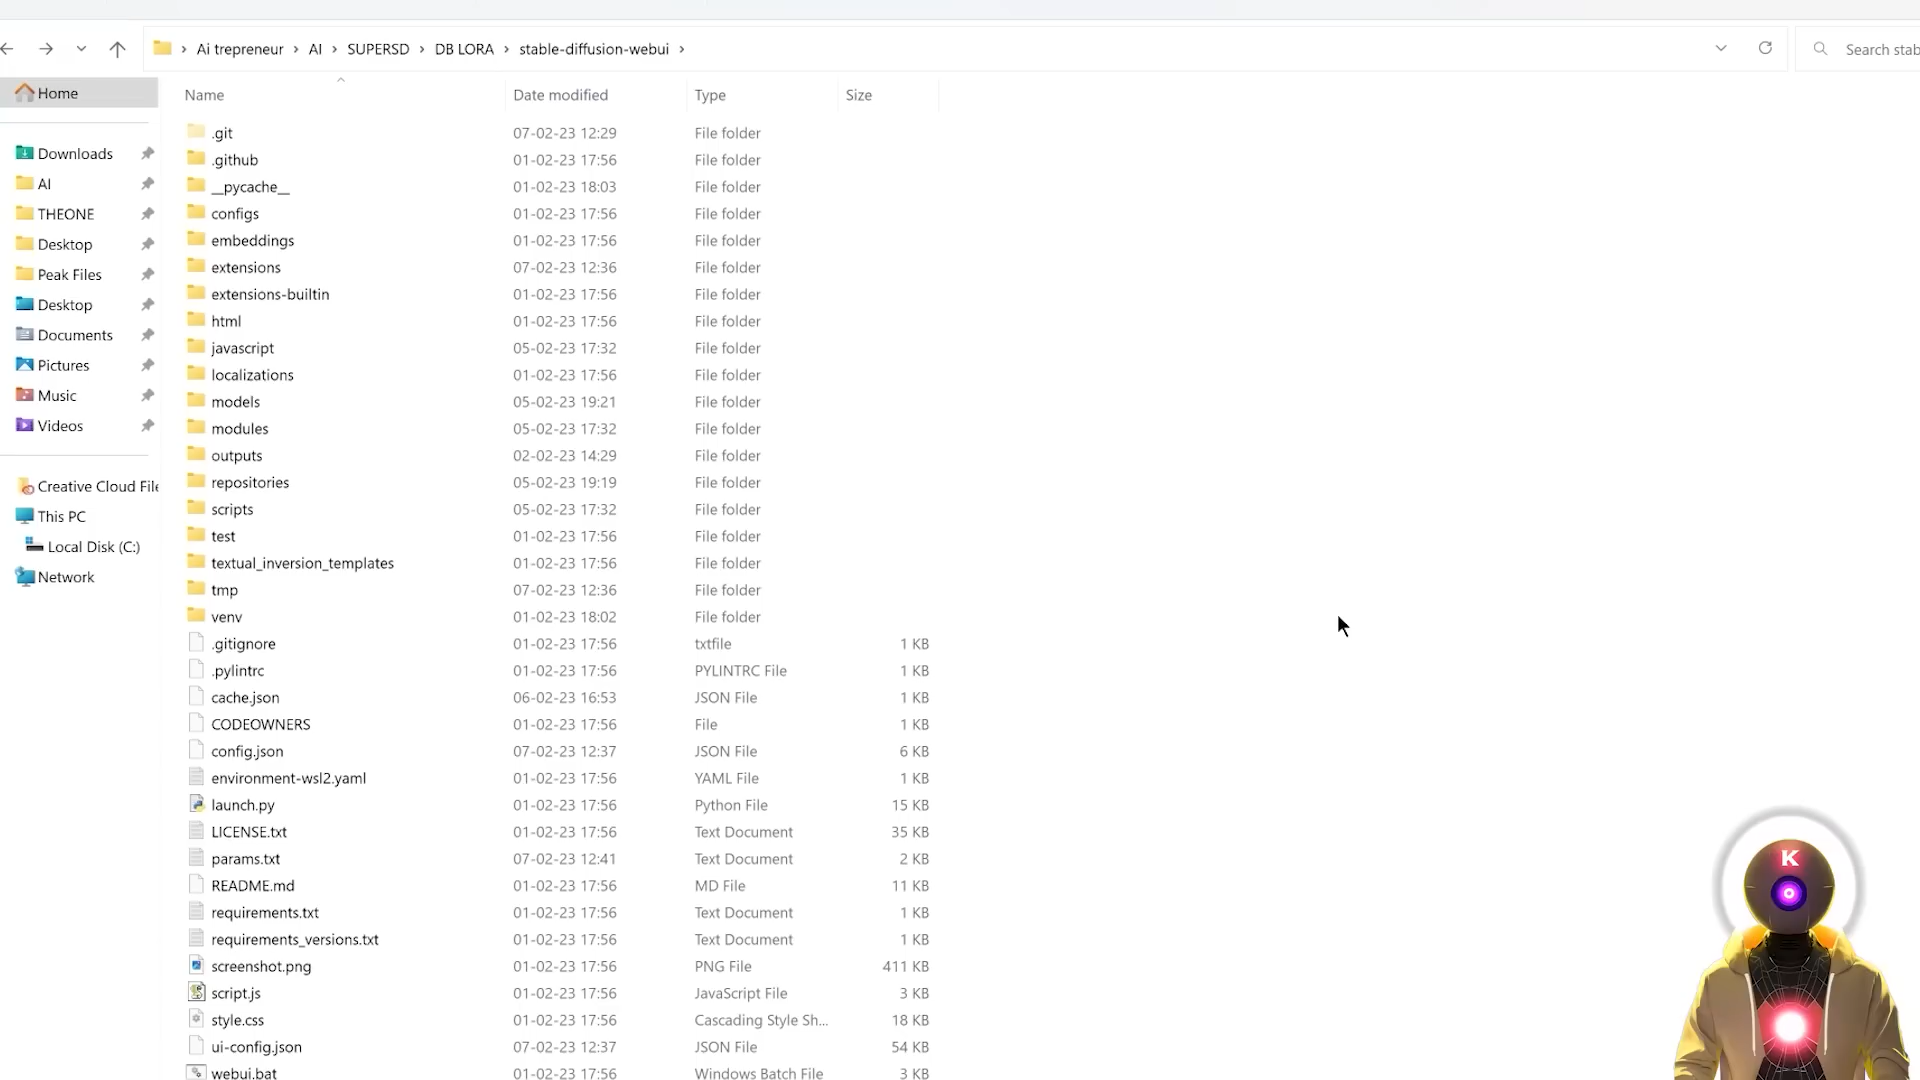 Ai trepreneur > AI > SUPERSD > DB LORA > stable-diffusion-webui >
Search stab
Home
Downloads
AI
THEONE
Desktop
Peak Files
Desktop
Documents
Pictures
Music
Videos
Creative Cloud File
This PC
Local Disk (C:)
Network
Name Date modified Type Size
.git 07-02-23 12:29 File folder
.github 01-02-23 17:56 File folder
__pycache__ 01-02-23 18:03 File folder
configs 01-02-23 17:56 File folder
embeddings 01-02-23 17:56 File folder
extensions 07-02-23 12:36 File folder
extensions-builtin 01-02-23 17:56 File folder
html 01-02-23 17:56 File folder
javascript 05-02-23 17:32 File folder
localizations 01-02-23 17:56 File folder
models 05-02-23 19:21 File folder
modules 05-02-23 17:32 File folder
outputs 02-02-23 14:29 File folder
repositories 05-02-23 19:19 File folder
scripts 05-02-23 17:32 File folder
test 01-02-23 17:56 File folder
textual_inversion_templates 01-02-23 17:56 File folder
tmp 07-02-23 12:36 File folder
venv 01-02-23 18:02 File folder
.gitignore 01-02-23 17:56 txtfile 1 KB
.pylintrc 01-02-23 17:56 PYLINTRC File 1 KB
cache.json 06-02-23 16:53 JSON File 1 KB
CODEOWNERS 01-02-23 17:56 File 1 KB
config.json 07-02-23 12:37 JSON File 6 KB
environment-wsl2.yaml 01-02-23 17:56 YAML File 1 KB
launch.py 01-02-23 17:56 Python File 15 KB
LICENSE.txt 01-02-23 17:56 Text Document 35 KB
params.txt 07-02-23 12:41 Text Document 2 KB
README.md 01-02-23 17:56 MD File 11 KB
requirements.txt 01-02-23 17:56 Text Document 1 KB
requirements_versions.txt 01-02-23 17:56 Text Document 1 KB
screenshot.png 01-02-23 17:56 PNG File 411 KB
script.js 01-02-23 17:56 JavaScript File 3 KB
style.css 01-02-23 17:56 Cascading Style Sh... 18 KB
ui-config.json 07-02-23 12:37 JSON File 54 KB
webui.bat 01-02-23 17:56 Windows Batch File 3 KB
K